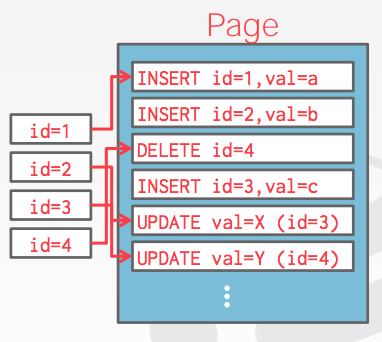 Page
INSERT id=1,val=a
INSERT id=2,val=b
DELETE id=4
INSERT id=3,val=c
UPDATE val=X (id=3)
UPDATE val=Y (id=4)
id=1
id=2
id=3
id=4